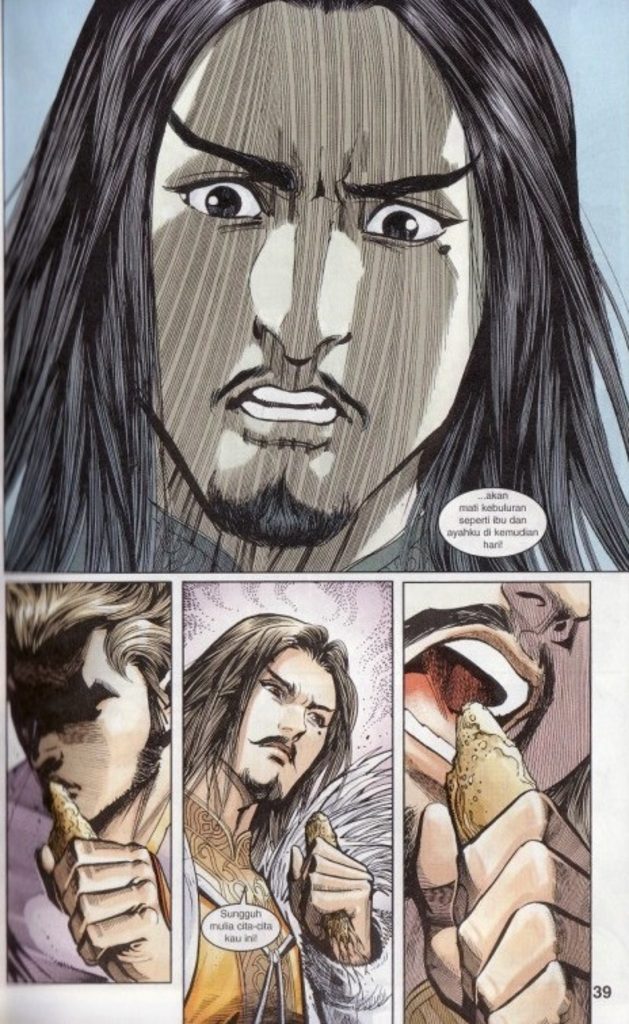 ...akan
mati kebuluran
seperti ibu dan
ayahku di kemudian
hari!
Sungguh
mulia cita-cita
kau ini!
39